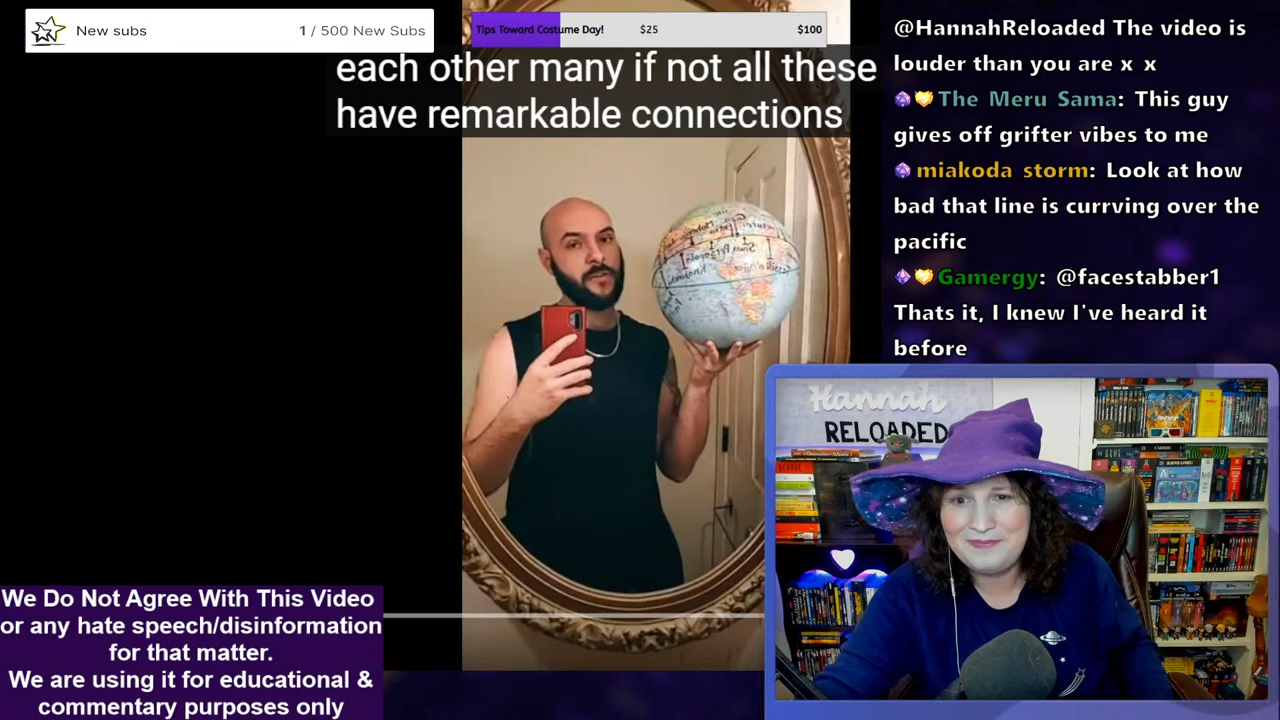 New subs
1 / 500 New Subs
Tips Toward Costume Day!
$25
$100
each other many if not all these
have remarkable connections
@HannahReloaded The video is
louder than you are x x
The Meru Sama: This guy
gives off grifter vibes to me
miakoda storm: Look at how
bad that line is currving over the
pacific
Gamergy: @facestabber1
Thats it, I knew I've heard it
before
Hannah
RELOADED
We Do Not Agree With This Video
or any hate speech/disinformation
for that matter.
We are using it for educational &
commentary purposes only